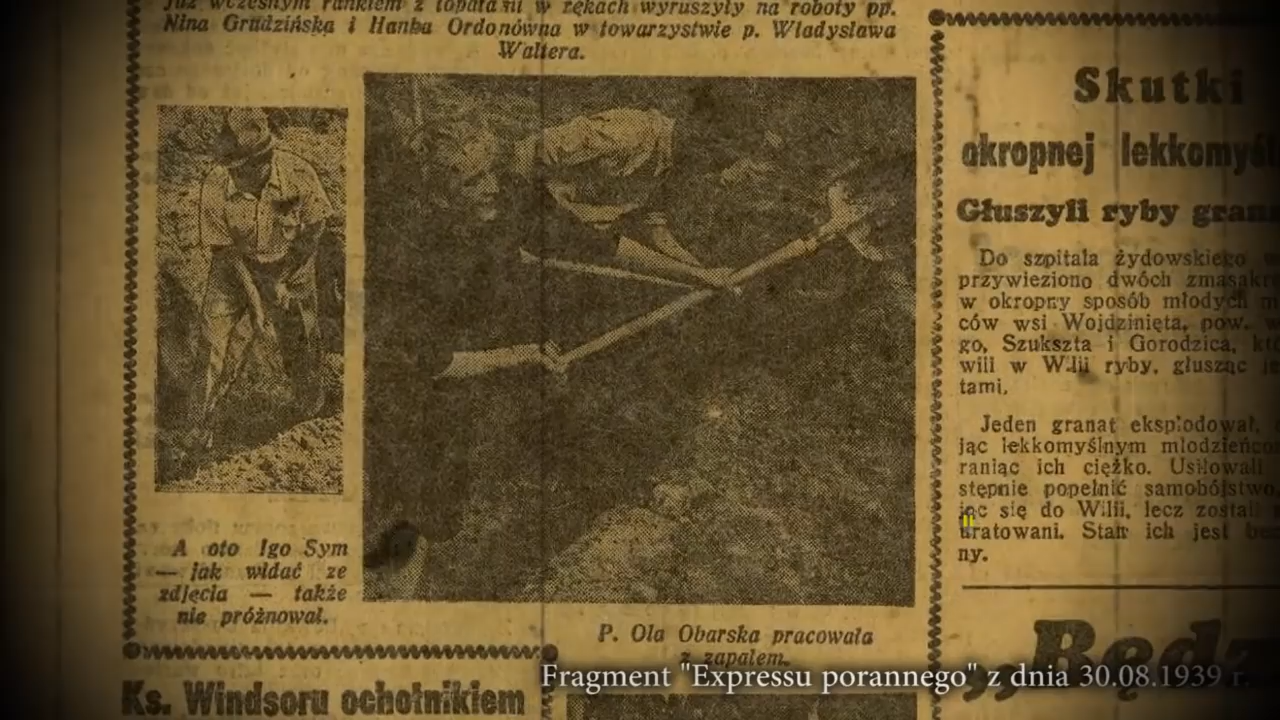 Już wczesnym rankiem z łopatami w rękach wyruszyły na roboty pp.
Nina Grudzińska i Hanka Ordonówna w towarzystwie p. Władysława
Waltera.
A oto Igo Sym
— jak widać ze
zdjęcia — także
nie próżnował.
P. Ola Obarska pracowała
z zapałem.
Ks. Windsoru ochotnikiem
Skutki
okropnej lekkomyśl
Głuszyli ryby gran
Do szpitala żydowskiego
przywieziono dwóch zmasakr
w okropny sposób młodych
ców wsi Wojdzinięta, pow.
go, Szukszta i Gorodzica, któ
wili w Wilii ryby, głusząc je
tami.
Jeden granat eksplodował,
jąc lekkomyślnym młodzieńco
raniąc ich ciężko. Usiłowali
stępnie popełnić samobójstwo
jąc się do Wilii, lecz zostali
uratowani. Stan ich jest
ny.
„Będz
Fragment "Expressu porannego" z dnia 30.08.1939 r.